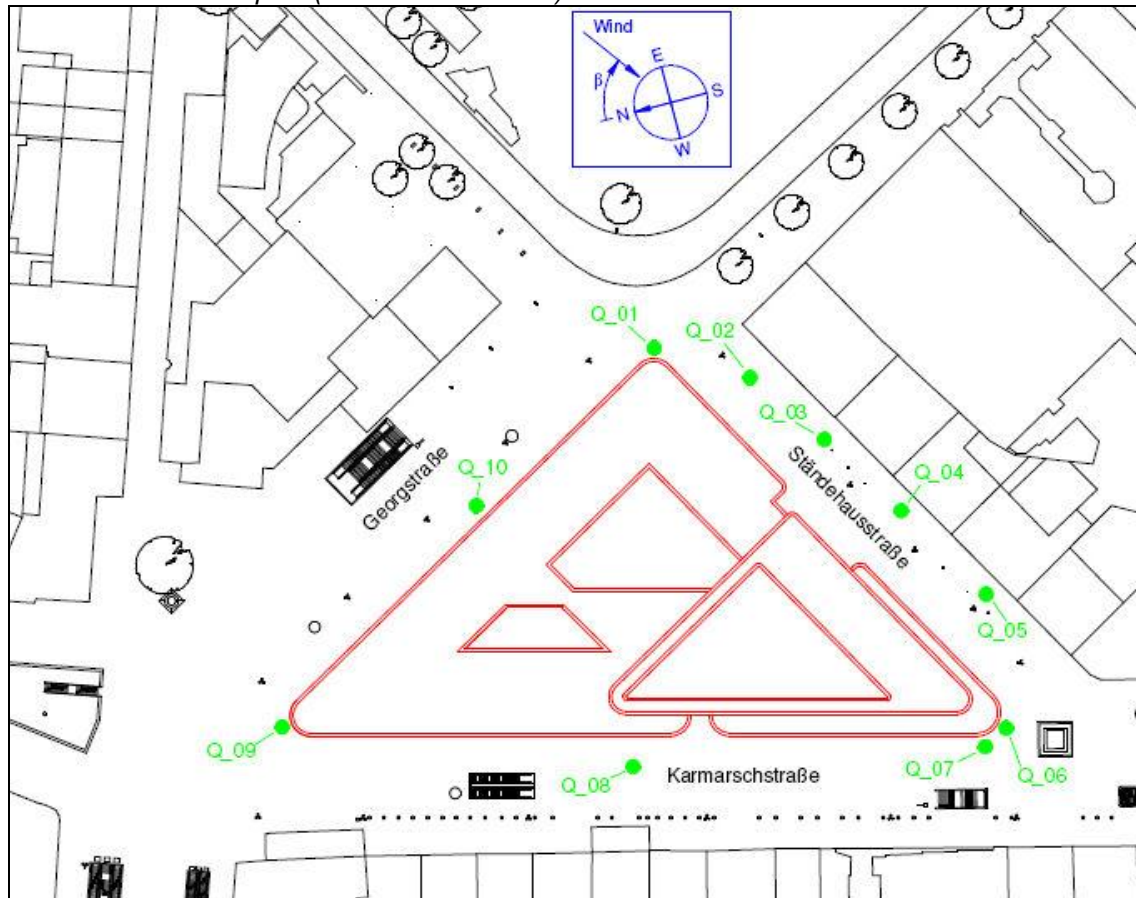 Wind
E
β
S
N
W
Q_01
Q_02
Q_03
Q_10
Georgstraße
Ständehausstraße
Q_04
Q_05
Q_09
Q_08
Karmarschstraße
Q_07
Q_06